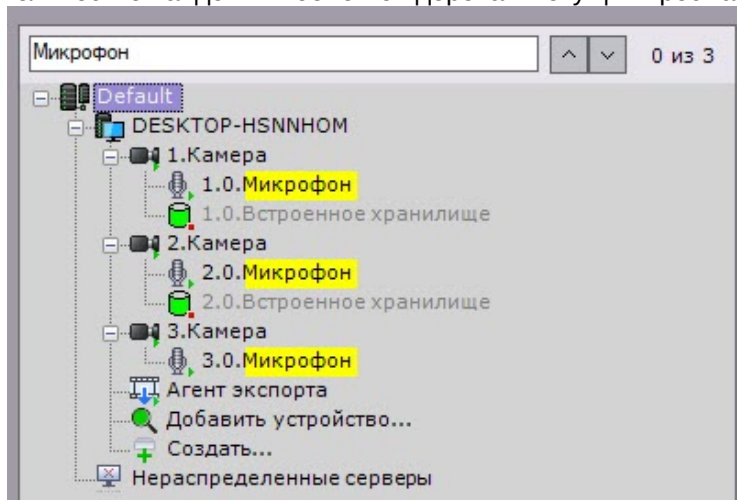 Микрофон
0 из 3
Default
DESKTOP-HSNNHOM
1.Камера
1.0.Микрофон
1.0.Встроенное хранилище
2.Камера
2.0.Микрофон
2.0.Встроенное хранилище
3.Камера
3.0.Микрофон
Агент экспорта
Добавить устройство...
Создать...
Нераспределенные серверы